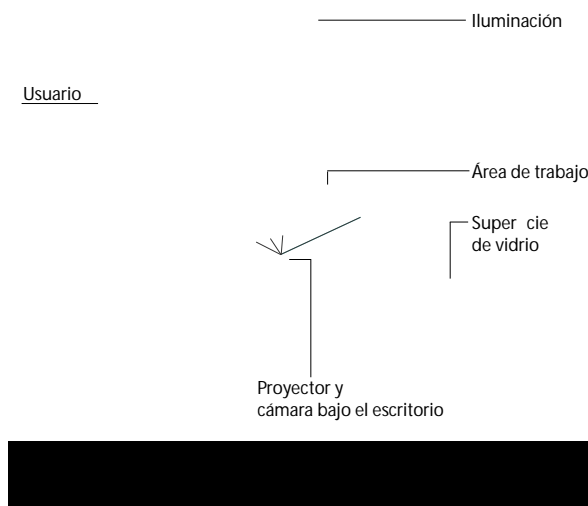 Iluminación
Usuario
Área de trabajo
Super cie
de vidrio
Proyector y
cámara bajo el escritorio